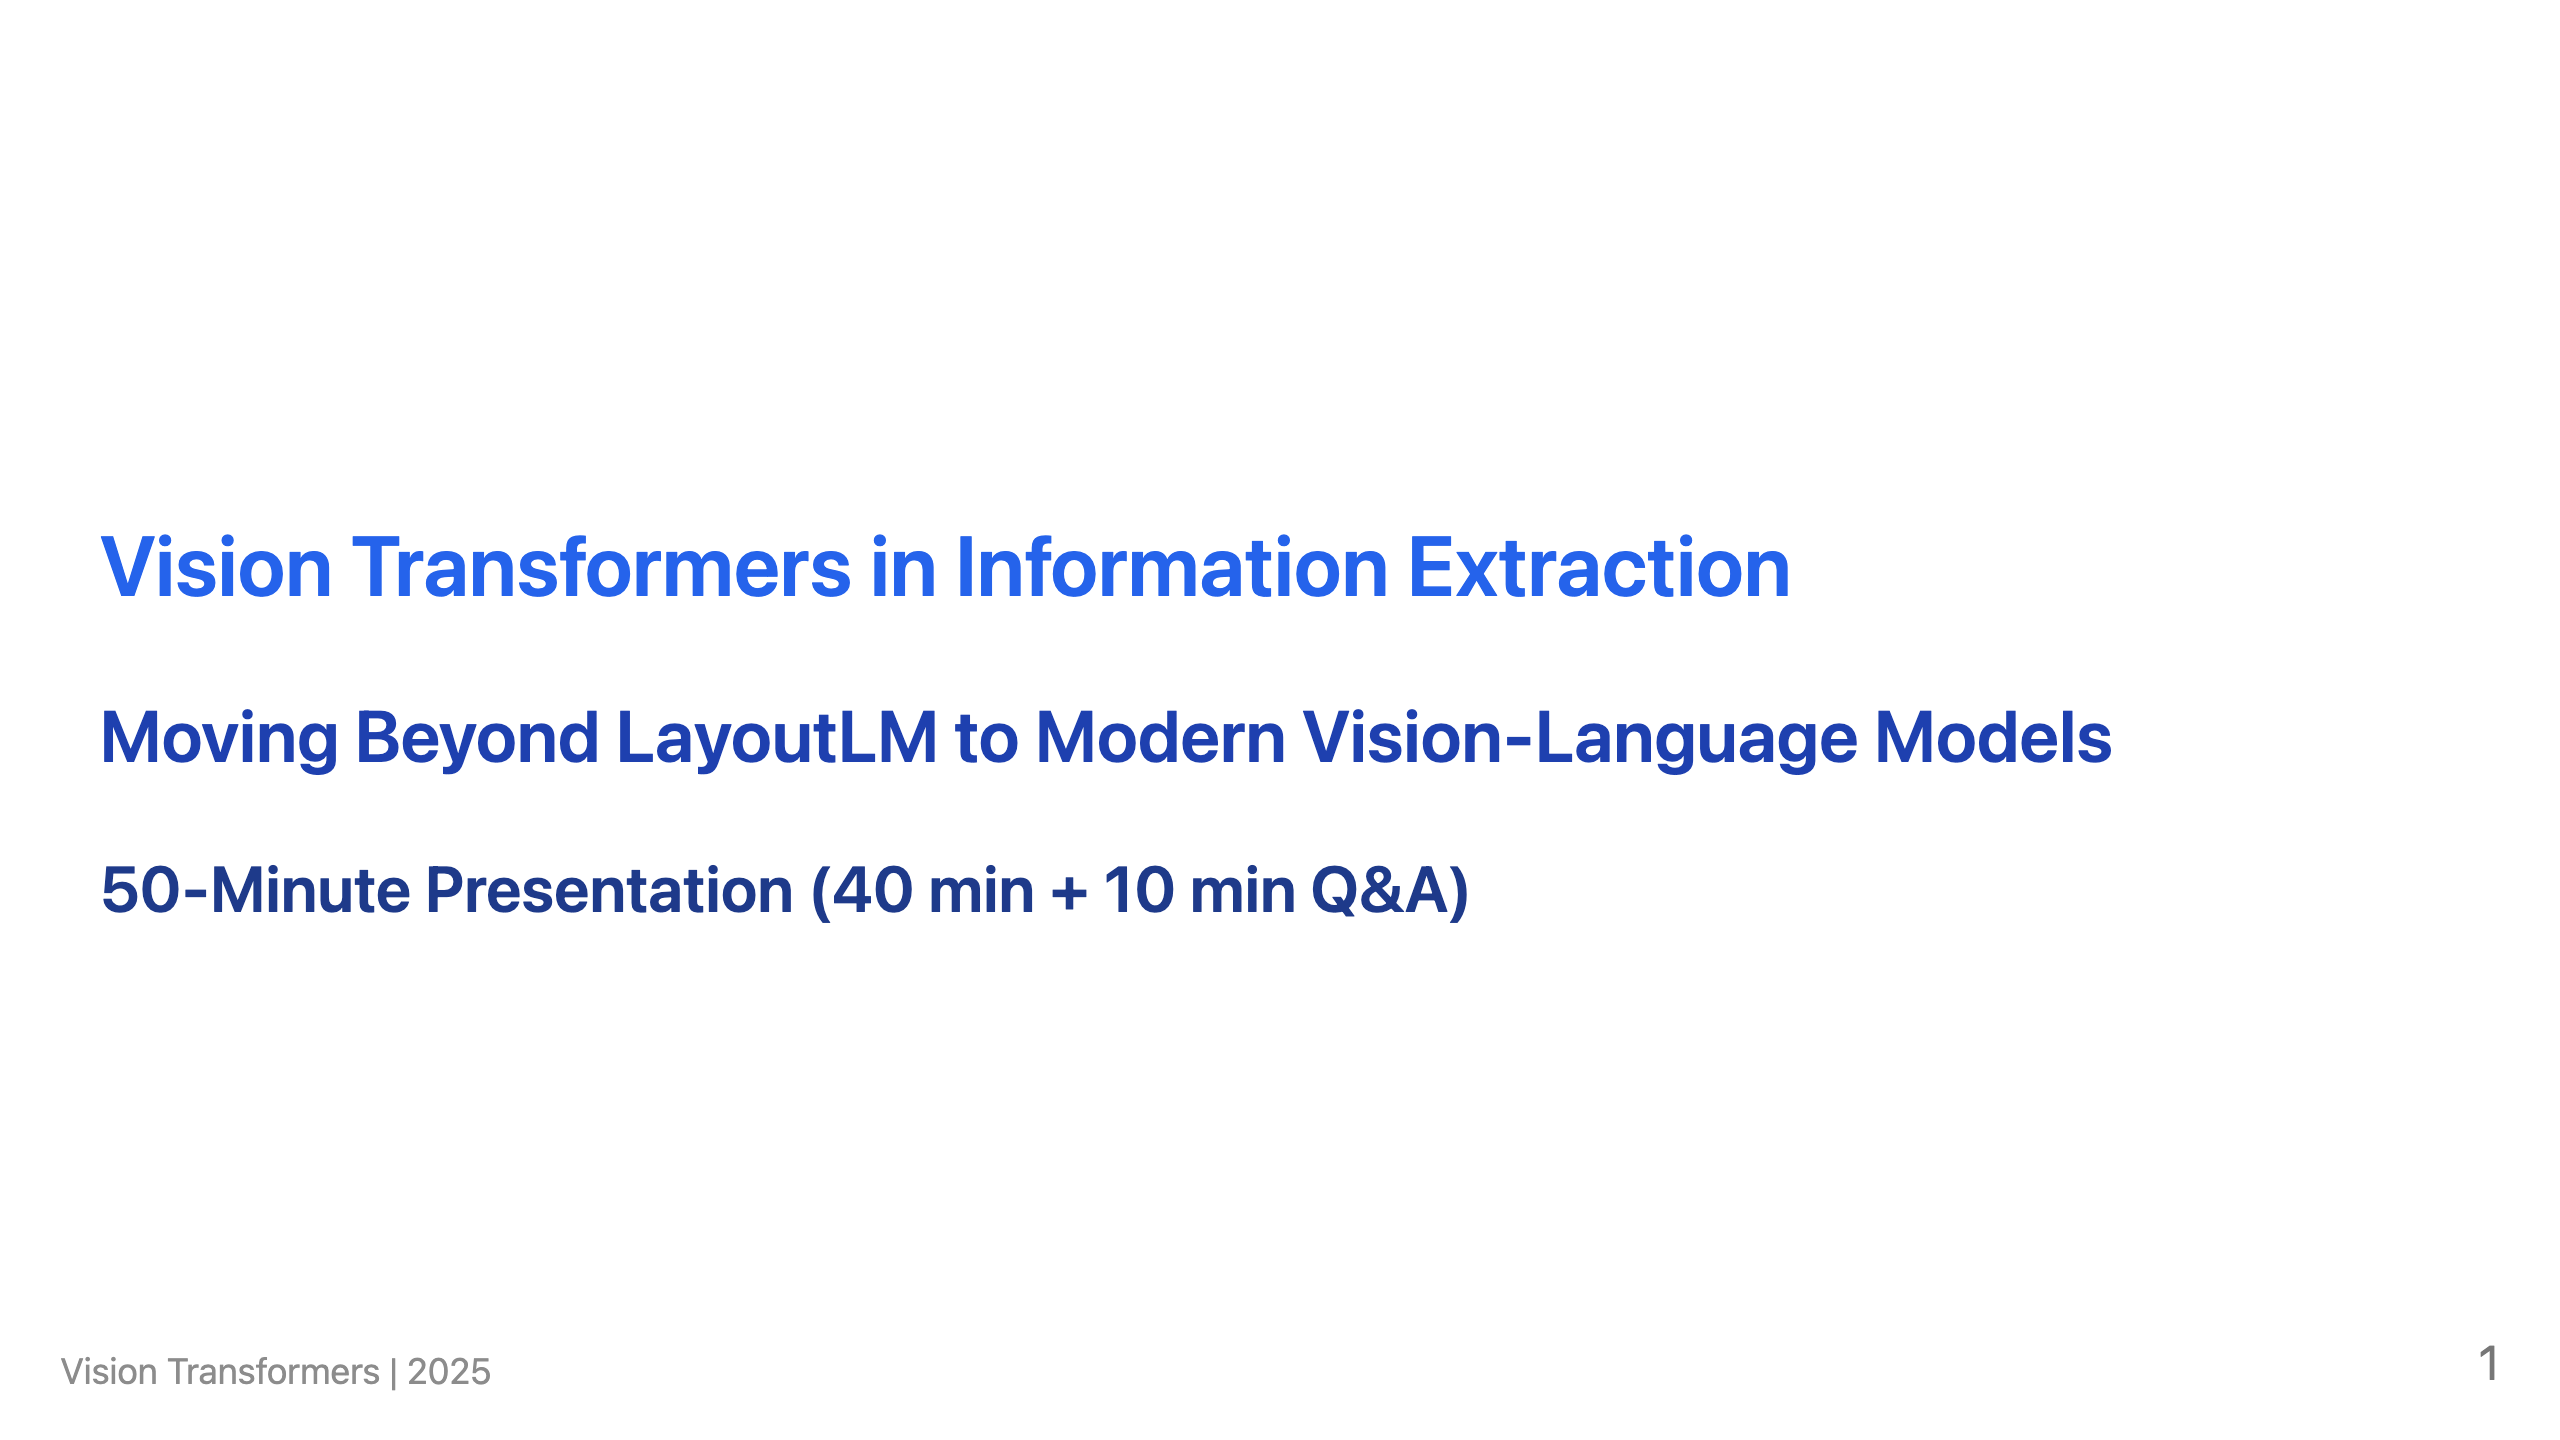 Vision Transformers in Information Extraction
Moving Beyond LayoutLM to Modern Vision-Language Models
50-Minute Presentation (40 min + 10 min Q&A)
Vision Transformers | 2025
1